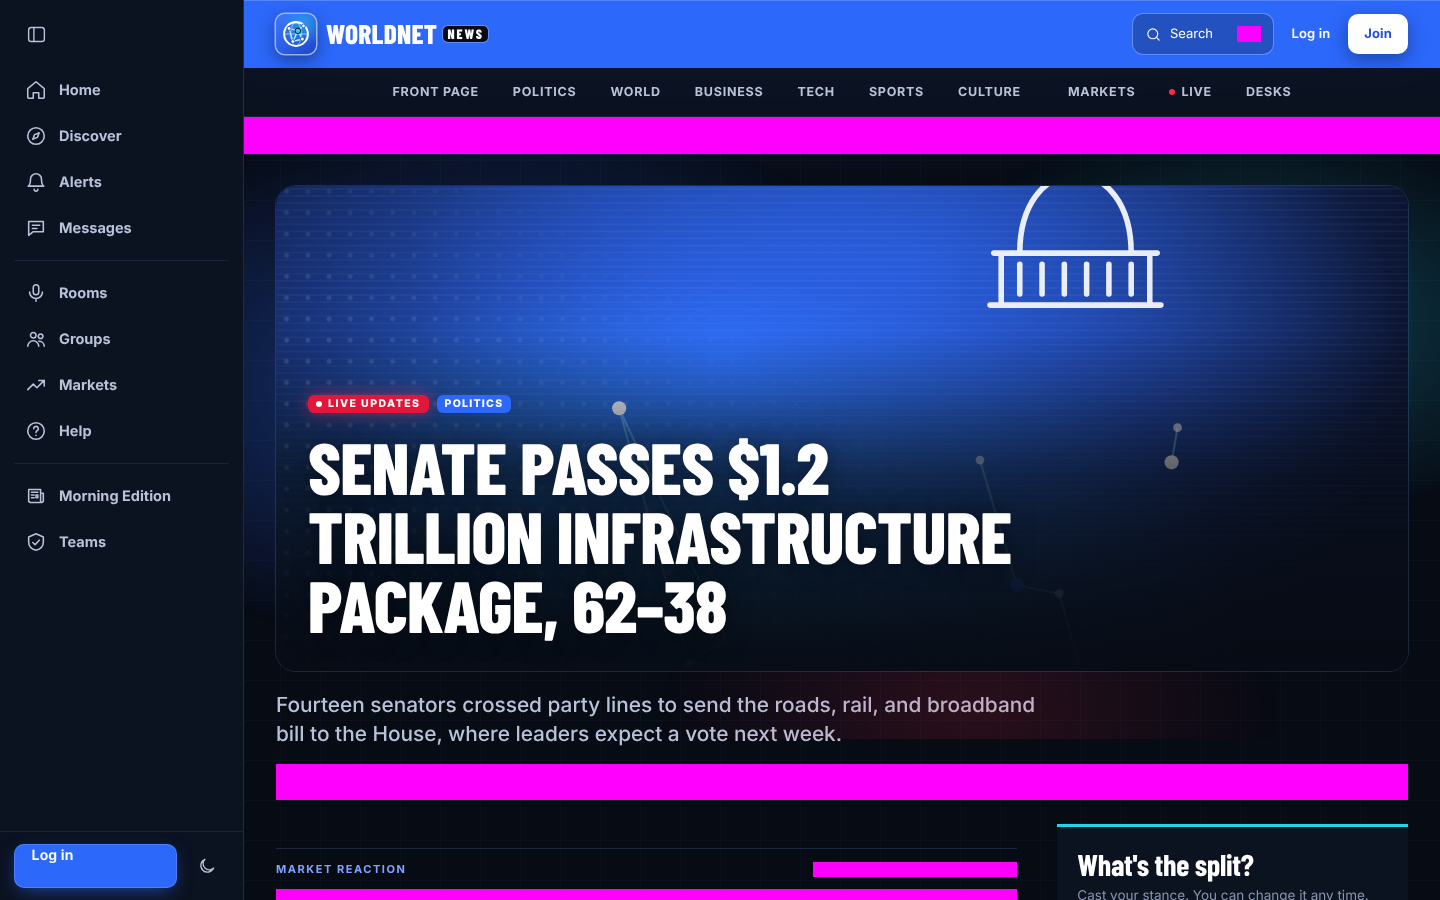 WORLDNET NEWS
Search
Log in
Join
FRONT PAGE
POLITICS
WORLD
BUSINESS
TECH
SPORTS
CULTURE
MARKETS
LIVE
DESKS
Home
Discover
Alerts
Messages
Rooms
Groups
Markets
Help
Morning Edition
Teams
Log in
LIVE UPDATES
POLITICS
SENATE PASSES $1.2
TRILLION INFRASTRUCTURE
PACKAGE, 62–38
Fourteen senators crossed party lines to send the roads, rail, and broadband
bill to the House, where leaders expect a vote next week.
MARKET REACTION
What's the split?
Cast your stance. You can change it any time.